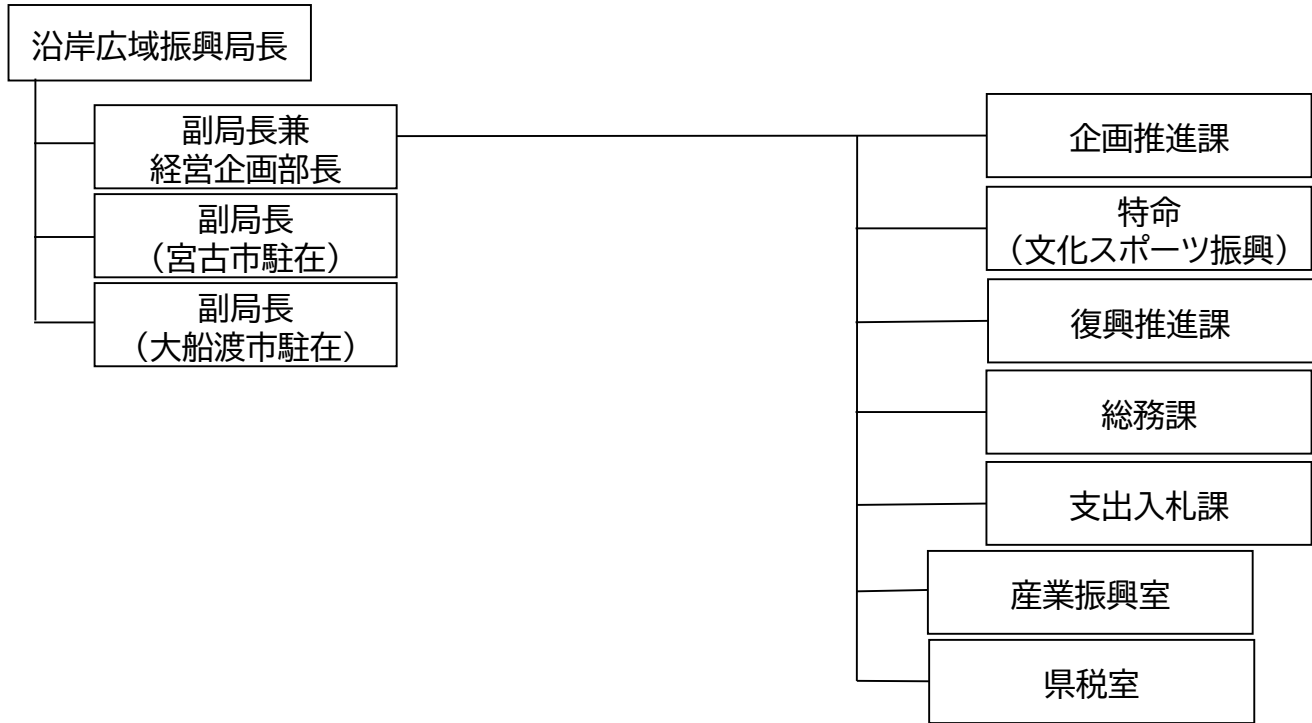 沿岸広域振興局長
副局長兼
経営企画部長
副局長
（宮古市駐在）
副局長
（大船渡市駐在）
企画推進課
特命
（文化スポーツ振興）
復興推進課
総務課
支出入札課
産業振興室
県税室